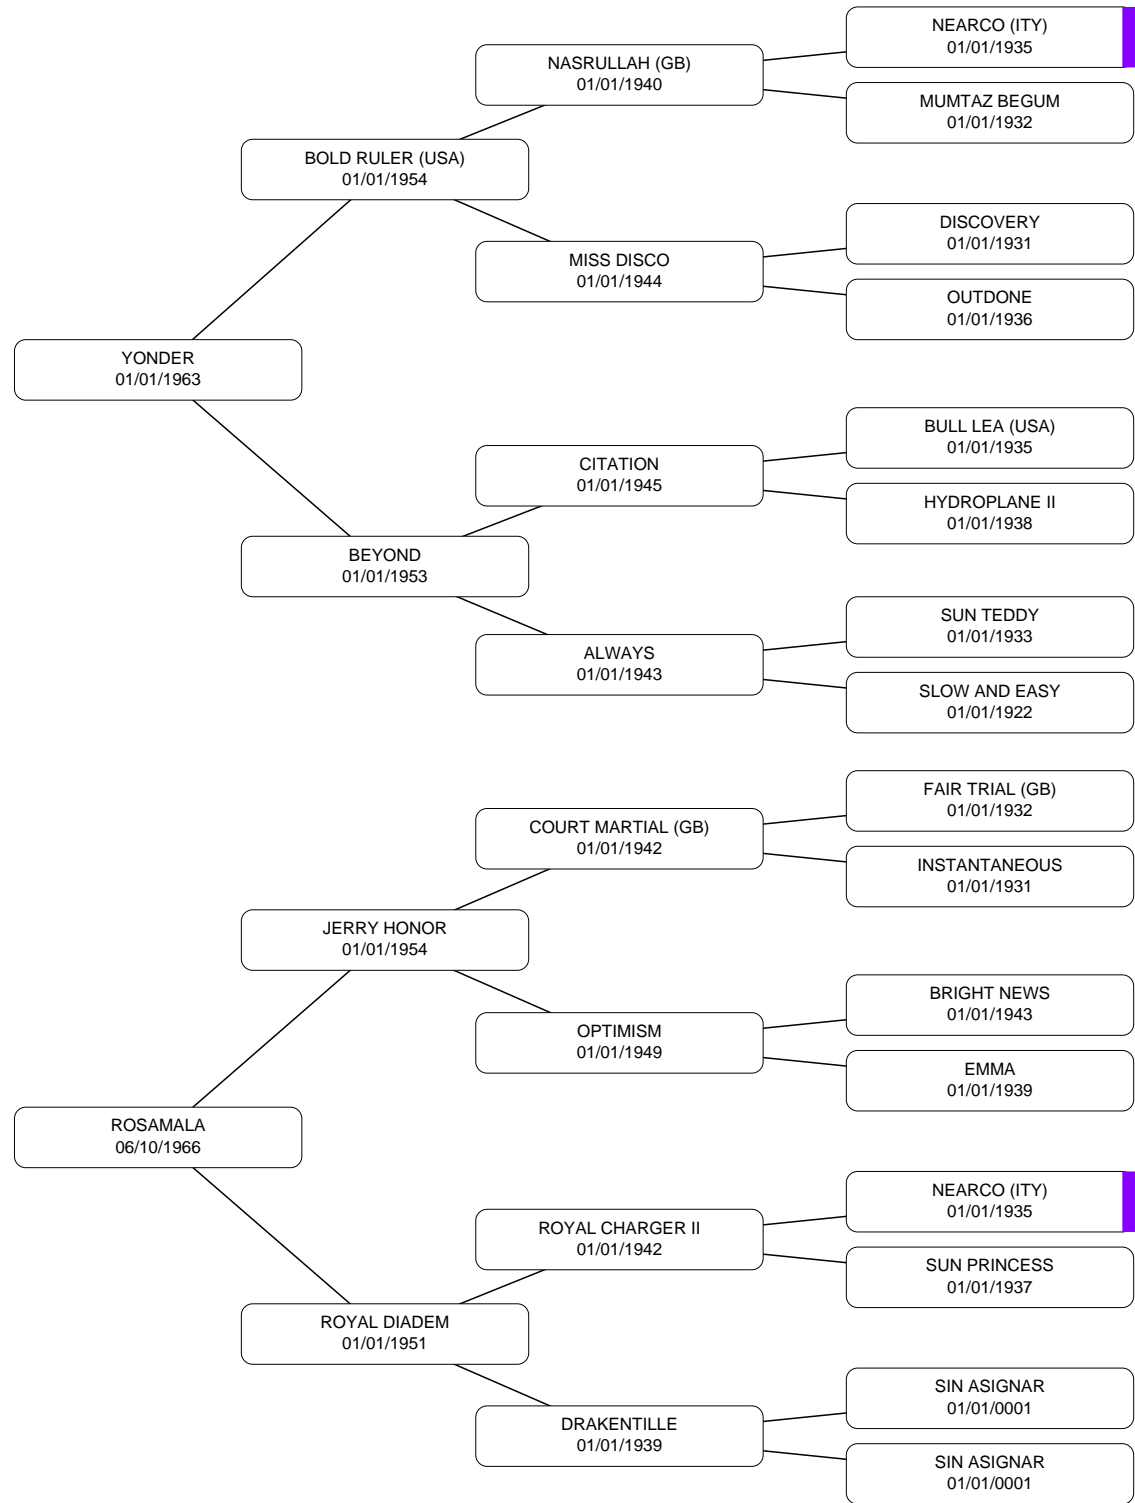 NEARCO (ITY)
01/01/1935
NASRULLAH (GB)
01/01/1940
MUMTAZ BEGUM
01/01/1932
BOLD RULER (USA)
01/01/1954
DISCOVERY
01/01/1931
MISS DISCO
01/01/1944
OUTDONE
01/01/1936
YONDER
01/01/1963
BULL LEA (USA)
01/01/1935
CITATION
01/01/1945
HYDROPLANE II
01/01/1938
BEYOND
01/01/1953
SUN TEDDY
01/01/1933
ALWAYS
01/01/1943
SLOW AND EASY
01/01/1922
FAIR TRIAL (GB)
01/01/1932
COURT MARTIAL (GB)
01/01/1942
INSTANTANEOUS
01/01/1931
JERRY HONOR
01/01/1954
BRIGHT NEWS
01/01/1943
OPTIMISM
01/01/1949
EMMA
01/01/1939
ROSAMALA
06/10/1966
NEARCO (ITY)
01/01/1935
ROYAL CHARGER II
01/01/1942
SUN PRINCESS
01/01/1937
ROYAL DIADEM
01/01/1951
SIN ASIGNAR
01/01/0001
DRAKENTILLE
01/01/1939
SIN ASIGNAR
01/01/0001